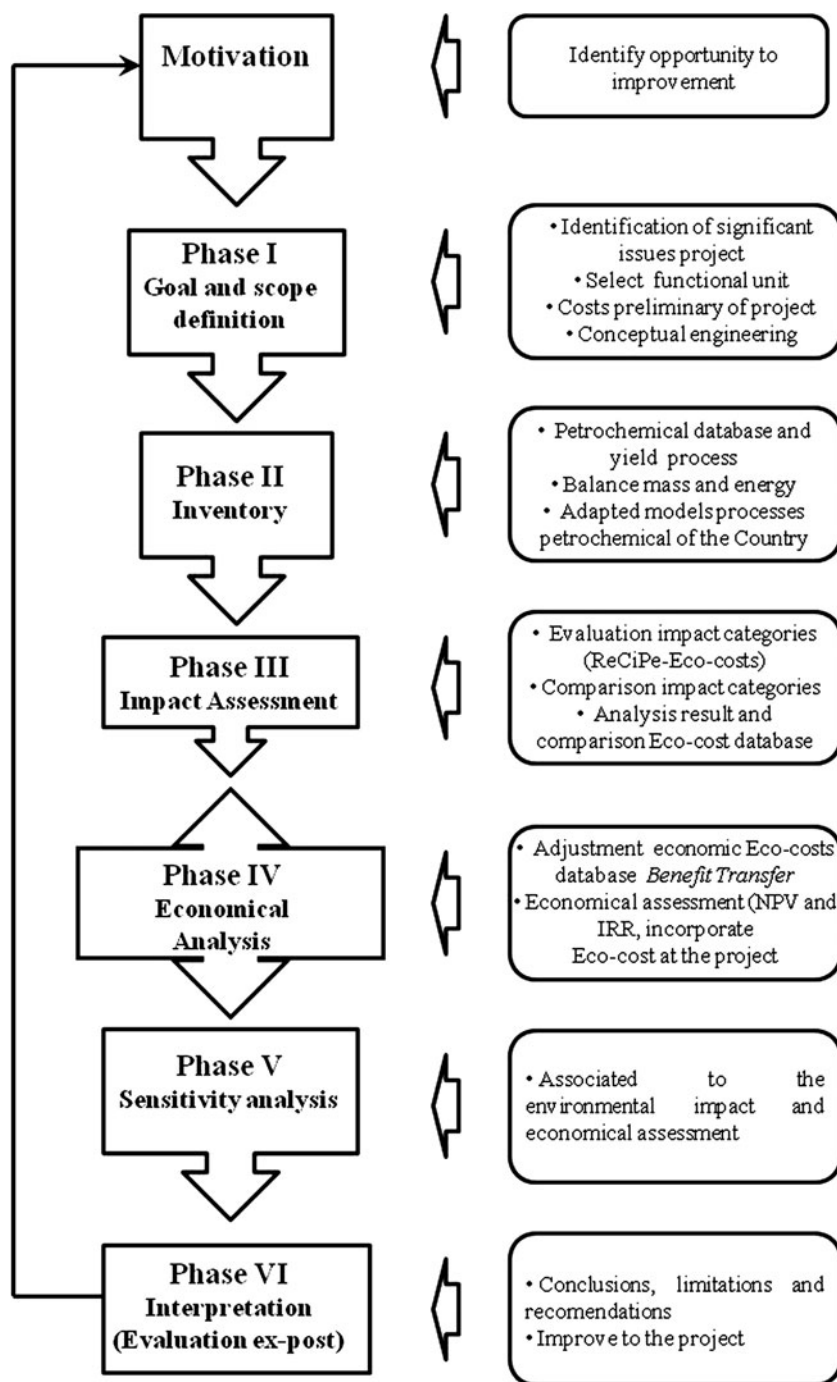 Motivation
Identify opportunity to
improvement
Phase I
Goal and scope
definition
• Identification of significant
issues project
• Select functional unit
• Costs preliminary of project
• Conceptual engineering
Phase II
Inventory
• Petrochemical database and
yield process
• Balance mass and energy
• Adapted models processes
petrochemical of the Country
Phase III
Impact Assessment
• Evaluation impact categories
(ReCiPe-Eco-costs)
• Comparison impact categories
• Analysis result and
comparison Eco-cost database
Phase IV
Economical
Analysis
• Adjustment economic Eco-costs
database Benefit Transfer
• Economical assessment (NPV and
IRR, incorporate
Eco-cost at the project
Phase V
Sensitivity analysis
• Associated to the
environmental impact and
economical assessment
Phase VI
Interpretation
(Evaluation ex-post)
• Conclusions, limitations and
recomendations
• Improve to the project